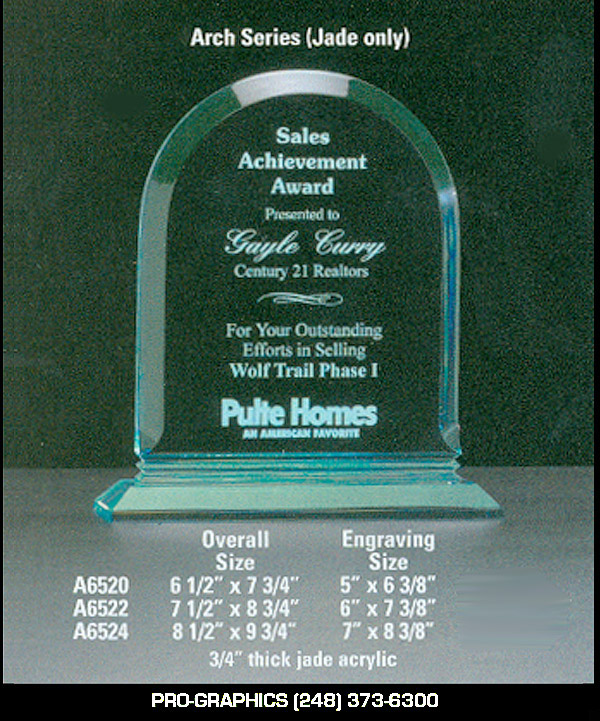 Arch Series (Jade only)
Sales
Achievement
Award
Presented to
Gayle Curry
Century 21 Realtors
For Your Outstanding
Efforts in Selling
Wolf Trail Phase I
Pulte Homes
AN AMERICAN FAVORITE
Overall Engraving
Size Size
A6520 6 1/2" x 7 3/4" 5" x 6 3/8"
A6522 7 1/2" x 8 3/4" 6" x 7 3/8"
A6524 8 1/2" x 9 3/4" 7" x 8 3/8"
3/4" thick jade acrylic
PRO-GRAPHICS (248) 373-6300